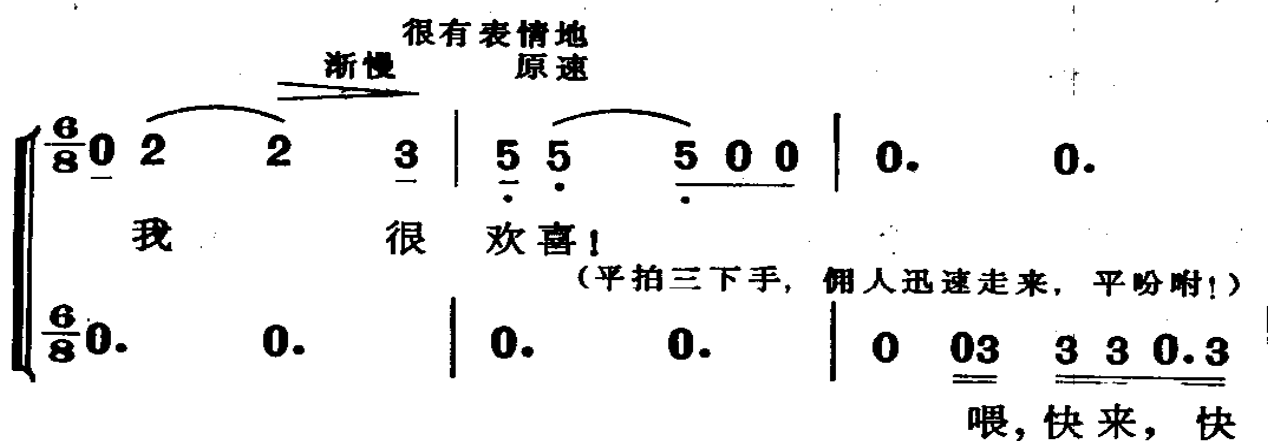 很有表情地
渐慢 原速
6/8 0 2 2 3 | 5 5 5 0 0 | 0. 0.
我 很 欢喜！
（平拍三下手，佣人迅速走来，平吩咐！）
6/8 0. 0. | 0. 0. | 0 03 3 3 0.3
喂，快来，快